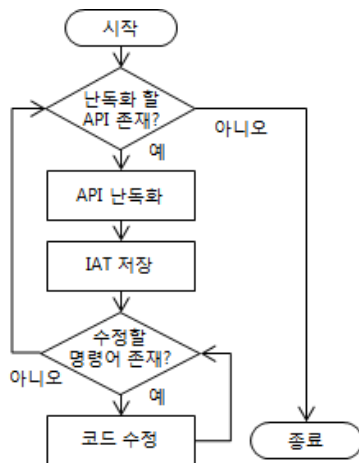 시작
난독화 할
API 존재?
아니오
예
API 난독화
IAT 저장
수정할
명령어 존재?
아니오
예
코드 수정
종료